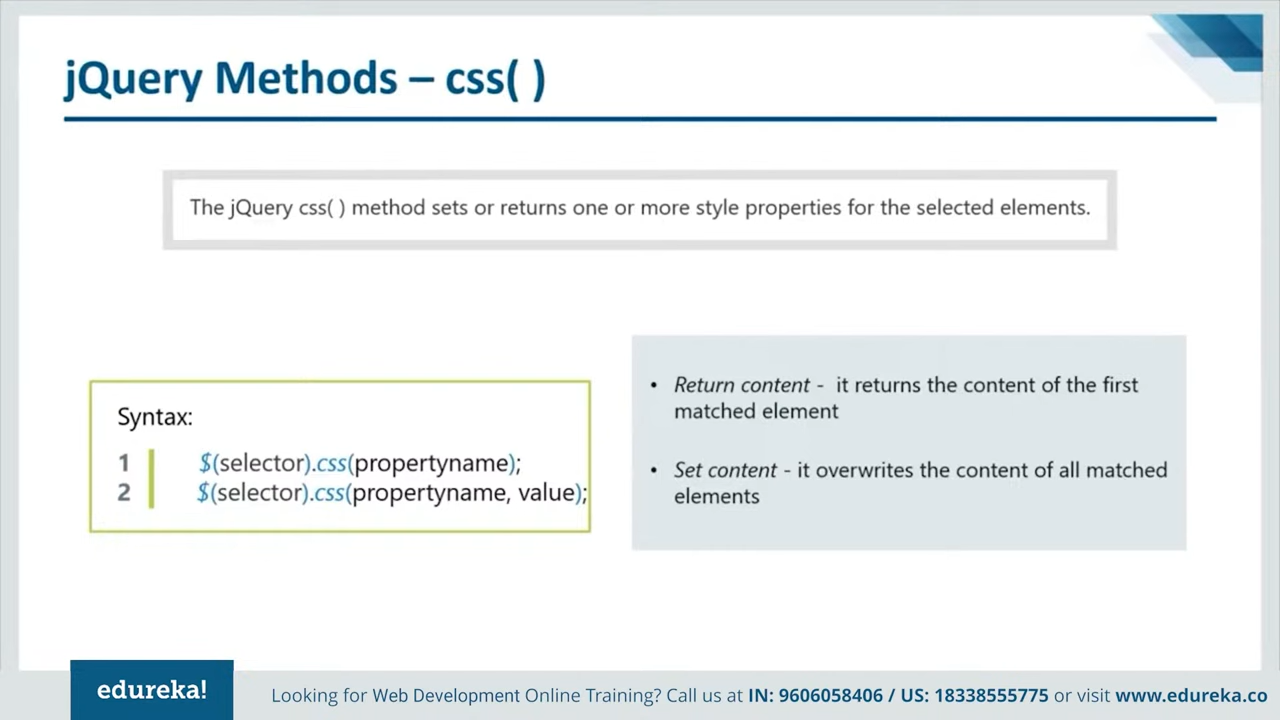 jQuery Methods – css( )
The jQuery css( ) method sets or returns one or more style properties for the selected elements.
Syntax:
1 $(selector).css(propertyname);
2 $(selector).css(propertyname, value);
• Return content - it returns the content of the first
matched element
• Set content - it overwrites the content of all matched
elements
edureka!
Looking for Web Development Online Training? Call us at IN: 9606058406 / US: 18338555775 or visit www.edureka.co